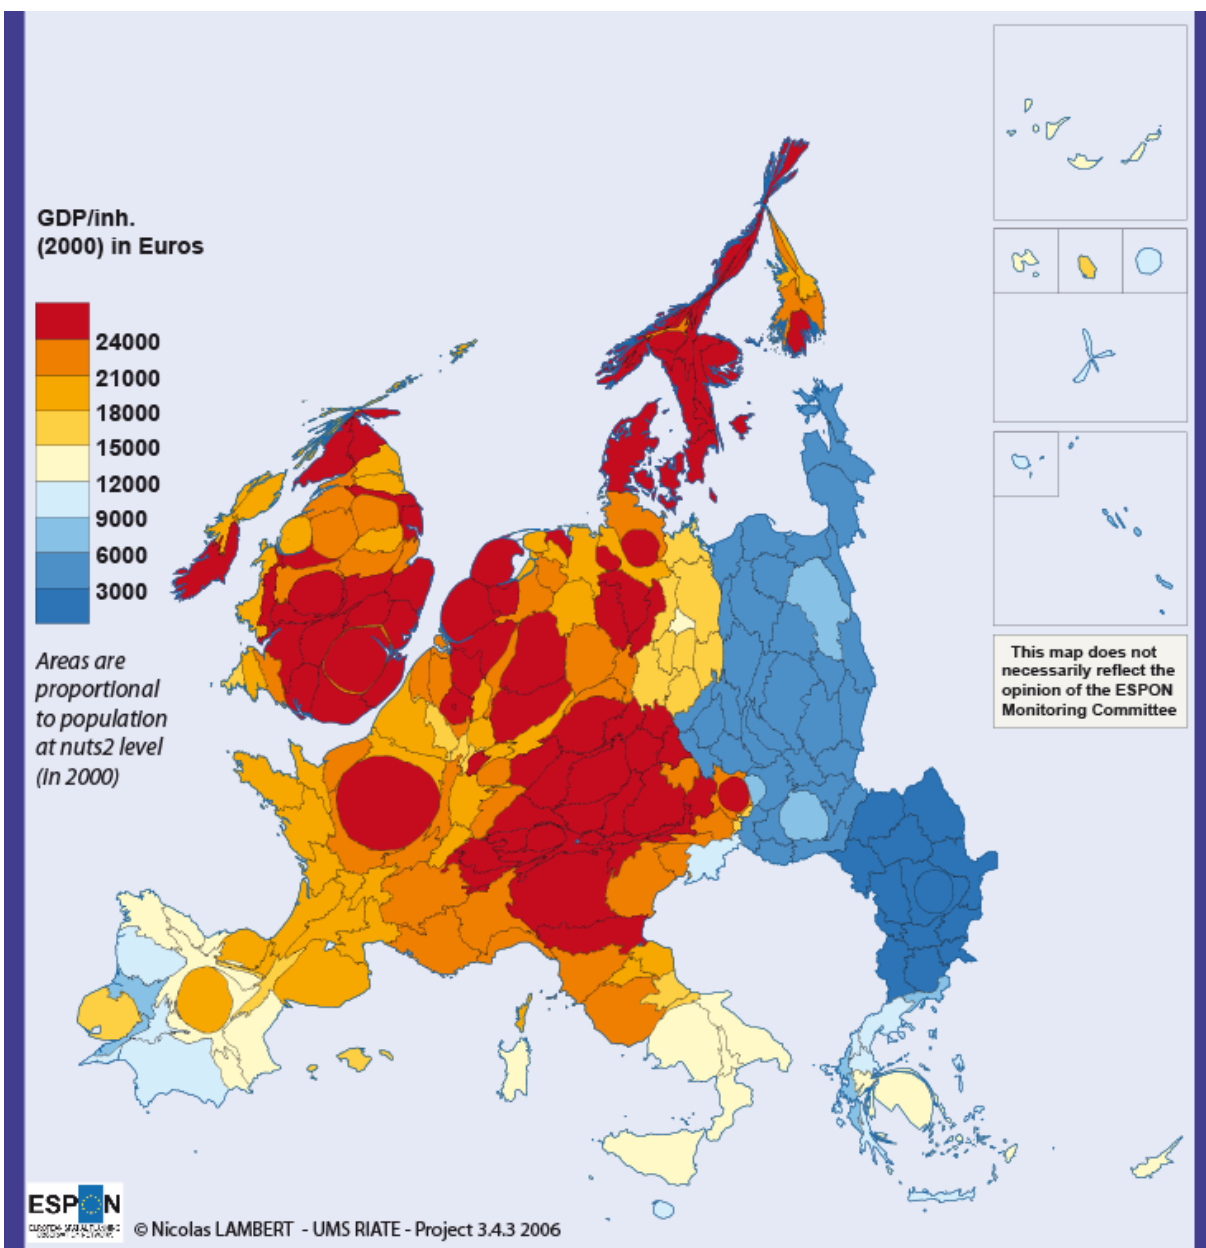 GDP/inh.
(2000) in Euros
24000
21000
18000
15000
12000
9000
6000
3000
Areas are
proportional
to population
at nuts2 level
(in 2000)
This map does not
necessarily reflect the
opinion of the ESPON
Monitoring Committee
ESPON
© Nicolas LAMBERT - UMS RIATE - Project 3.4.3 2006